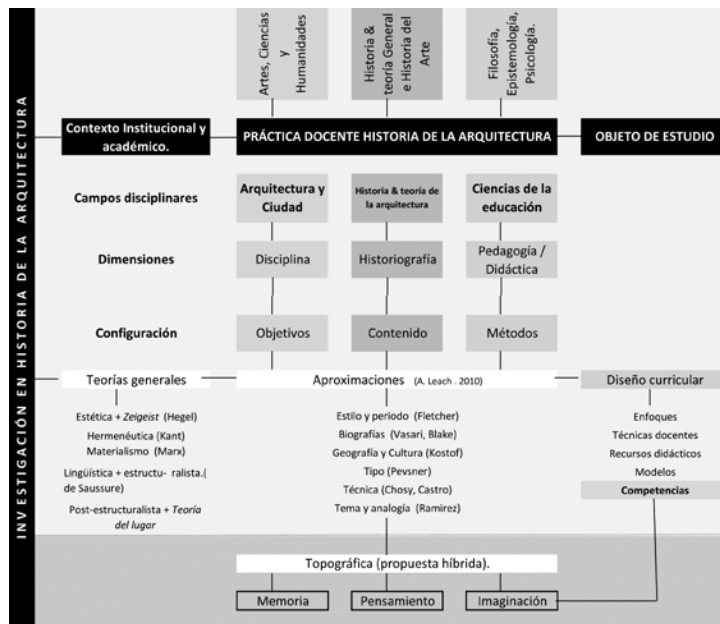 INVESTIGACIÓN EN HISTORIA DE LA ARQUITECTURA
Artes, Ciencias
y
Humanidades
Historia &
teoría General
e Historia del
Arte
Filosofía,
Epistemología,
Psicología.
Contexto Institucional y
académico.
PRÁCTICA DOCENTE HISTORIA DE LA ARQUITECTURA
OBJETO DE ESTUDIO
Campos disciplinares
Arquitectura y
Ciudad
Historia & teoría de
la arquitectura
Ciencias de la
educación
Dimensiones
Disciplina
Historiografía
Pedagogía /
Didáctica
Configuración
Objetivos
Contenido
Métodos
Teorías generales
Aproximaciones (A. Leach . 2010)
Diseño curricular
Estética + Zeigeist (Hegel)
Hermenéutica (Kant)
Materialismo (Marx)
Lingüística + estructu- ralista.(
de Saussure)
Post-estructuralista + Teoría
del lugar
Estilo y periodo (Fletcher)
Biografías (Vasari, Blake)
Geografía y Cultura (Kostof)
Tipo (Pevsner)
Técnica (Chosy, Castro)
Tema y analogía (Ramirez)
Enfoques
Técnicas docentes
Recursos didácticos
Modelos
Competencias
Topográfica (propuesta híbrida).
Memoria
Pensamiento
Imaginación